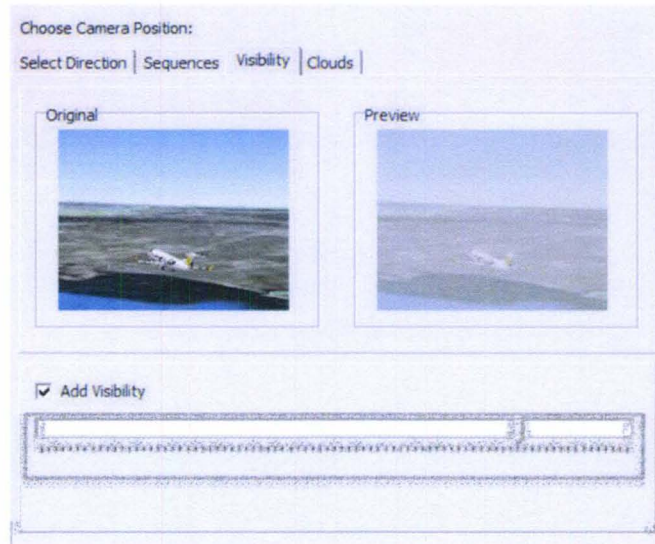 Choose Camera Position:
Select Direction Sequences Visibility Clouds
Original Preview
Add Visibility